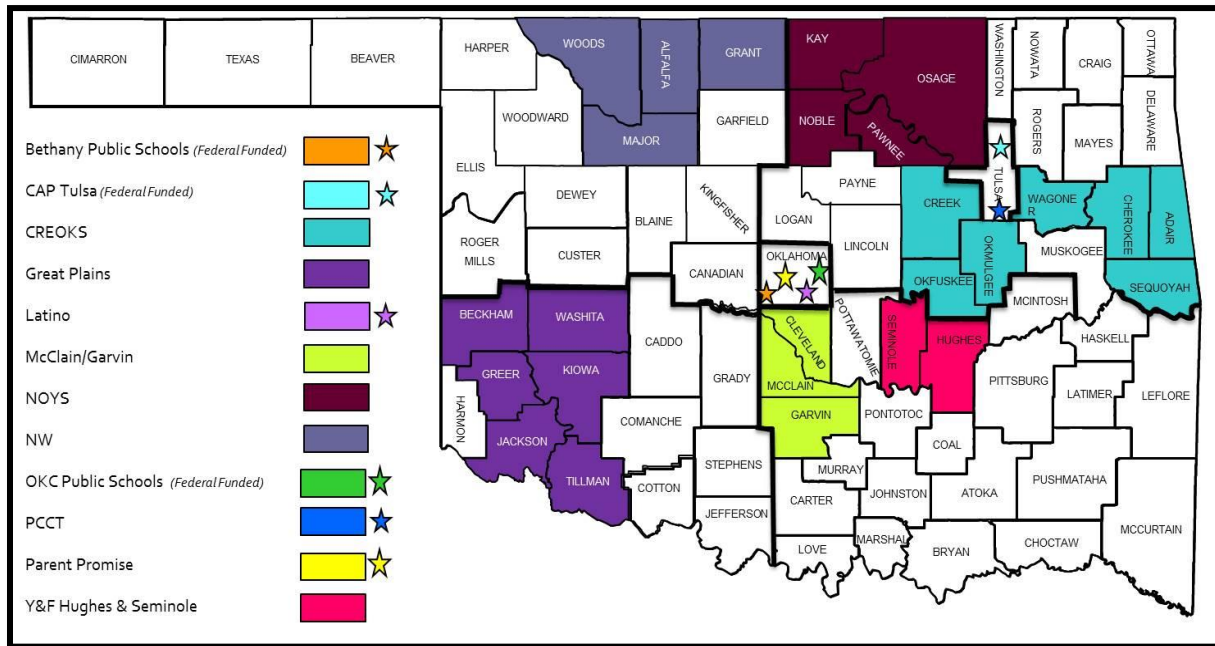 CIMARRON
TEXAS
BEAVER
HARPER
WOODS
ALFALFA
GRANT
KAY
OSAGE
WASHINGTON
NOWATA
CRAIG
OTTAWA
WOODWARD
MAJOR
GARFIELD
NOBLE
PAWNEE
ROGERS
MAYES
DELAWARE
ELLIS
DEWEY
BLAINE
KINGFISHER
LOGAN
PAYNE
CREEK
TULSA
WAGONE
R
CHEROKEE
ADAIR
ROGER
MILLS
CUSTER
CANADIAN
OKLAHOMA
LINCOLN
OKFUSKEE
OKMULGEE
MUSKOGEE
SEQUOYAH
BECKHAM
WASHITA
CADDO
GRADY
CLEVELAND
MCCLAIN
POTTAWATOMIE
SEMINOLE
HUGHES
MCINTOSH
HASKELL
GREER
KIOWA
HARMON
JACKSON
TILLMAN
COMANCHE
COTTON
STEPHENS
JEFFERSON
GARVIN
PONTOTOC
PITTSBURG
LATIMER
LEFLORE
COAL
MURRAY
CARTER
JOHNSTON
ATOKA
PUSHMATAHA
MCCURTAIN
LOVE
MARSHAL
BRYAN
CHOCTAW
Bethany Public Schools (Federal Funded)
CAP Tulsa (Federal Funded)
CREOKS
Great Plains
Latino
McClain/Garvin
NOYS
NW
OKC Public Schools (Federal Funded)
PCCT
Parent Promise
Y&F Hughes & Seminole